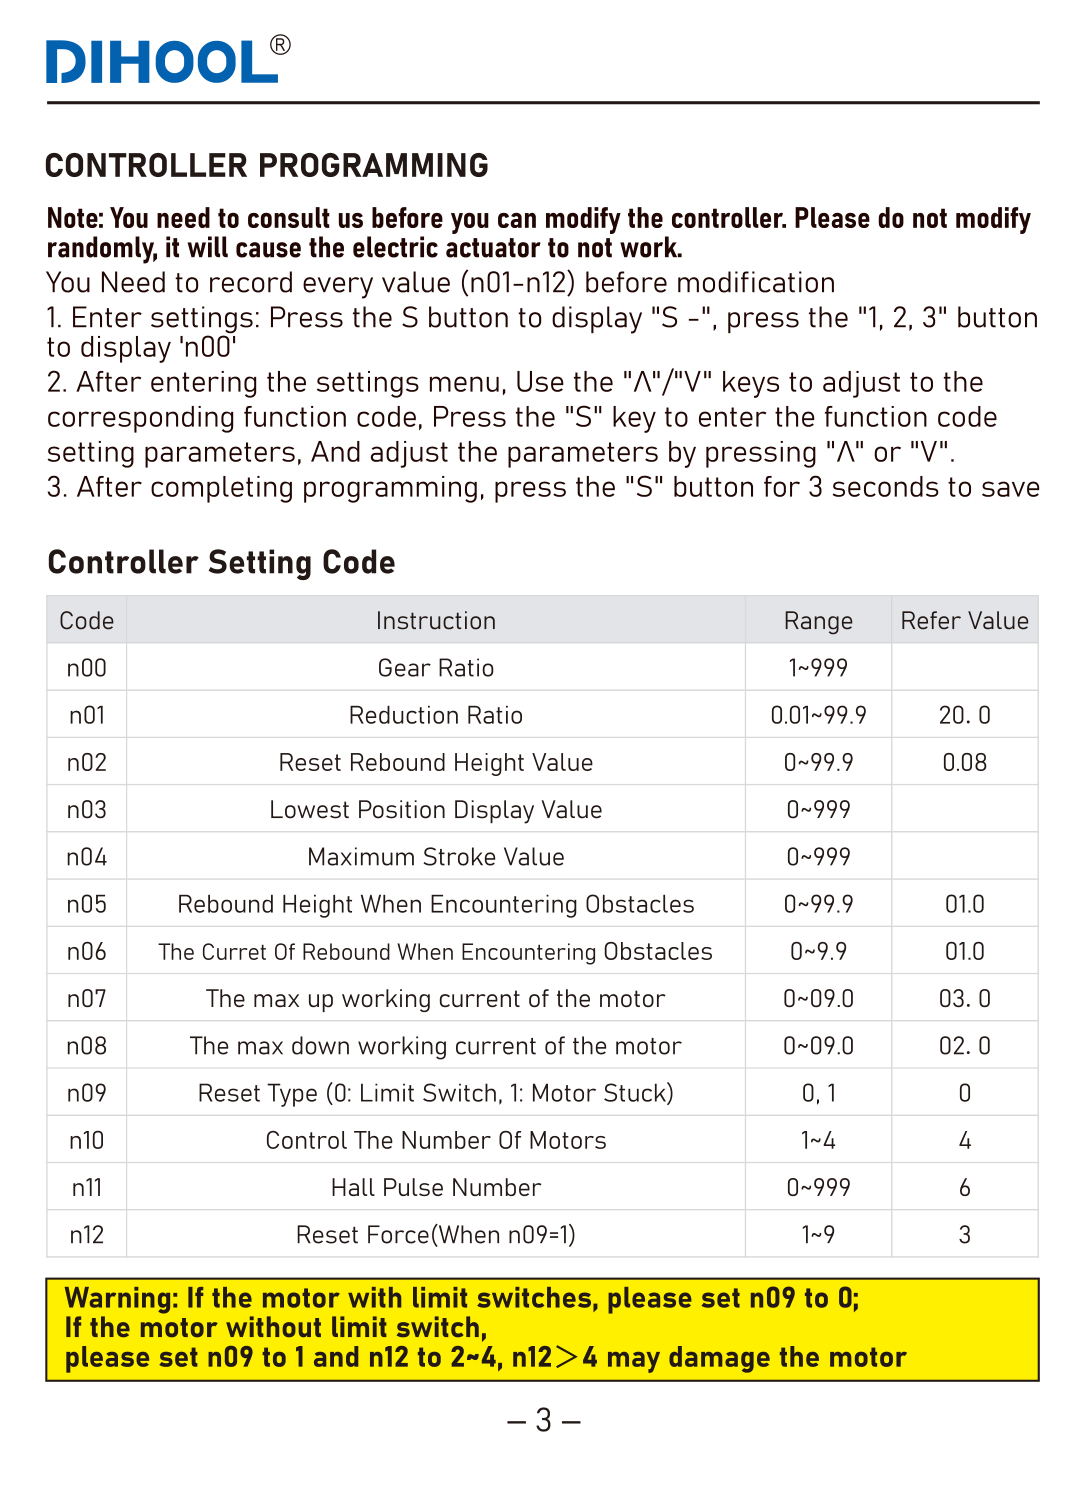 DIHOOL®
CONTROLLER PROGRAMMING
Note: You need to consult us before you can modify the controller. Please do not modify
randomly, it will cause the electric actuator to not work.
You Need to record every value (n01-n12) before modification
1. Enter settings: Press the S button to display "S -", press the "1, 2, 3" button
to display 'n00'
2. After entering the settings menu, Use the "Λ"/"V" keys to adjust to the
corresponding function code, Press the "S" key to enter the function code
setting parameters, And adjust the parameters by pressing "Λ" or "V".
3. After completing programming, press the "S" button for 3 seconds to save
Controller Setting Code
Code Instruction Range Refer Value
n00 Gear Ratio 1~999
n01 Reduction Ratio 0.01~99.9 20. 0
n02 Reset Rebound Height Value 0~99.9 0.08
n03 Lowest Position Display Value 0~999
n04 Maximum Stroke Value 0~999
n05 Rebound Height When Encountering Obstacles 0~99.9 01.0
n06 The Curret Of Rebound When Encountering Obstacles 0~9.9 01.0
n07 The max up working current of the motor 0~09.0 03. 0
n08 The max down working current of the motor 0~09.0 02. 0
n09 Reset Type (0: Limit Switch, 1: Motor Stuck) 0, 1 0
n10 Control The Number Of Motors 1~4 4
n11 Hall Pulse Number 0~999 6
n12 Reset Force(When n09=1) 1~9 3
Warning: If the motor with limit switches, please set n09 to 0;
If the motor without limit switch,
please set n09 to 1 and n12 to 2~4, n12＞4 may damage the motor
– 3 –